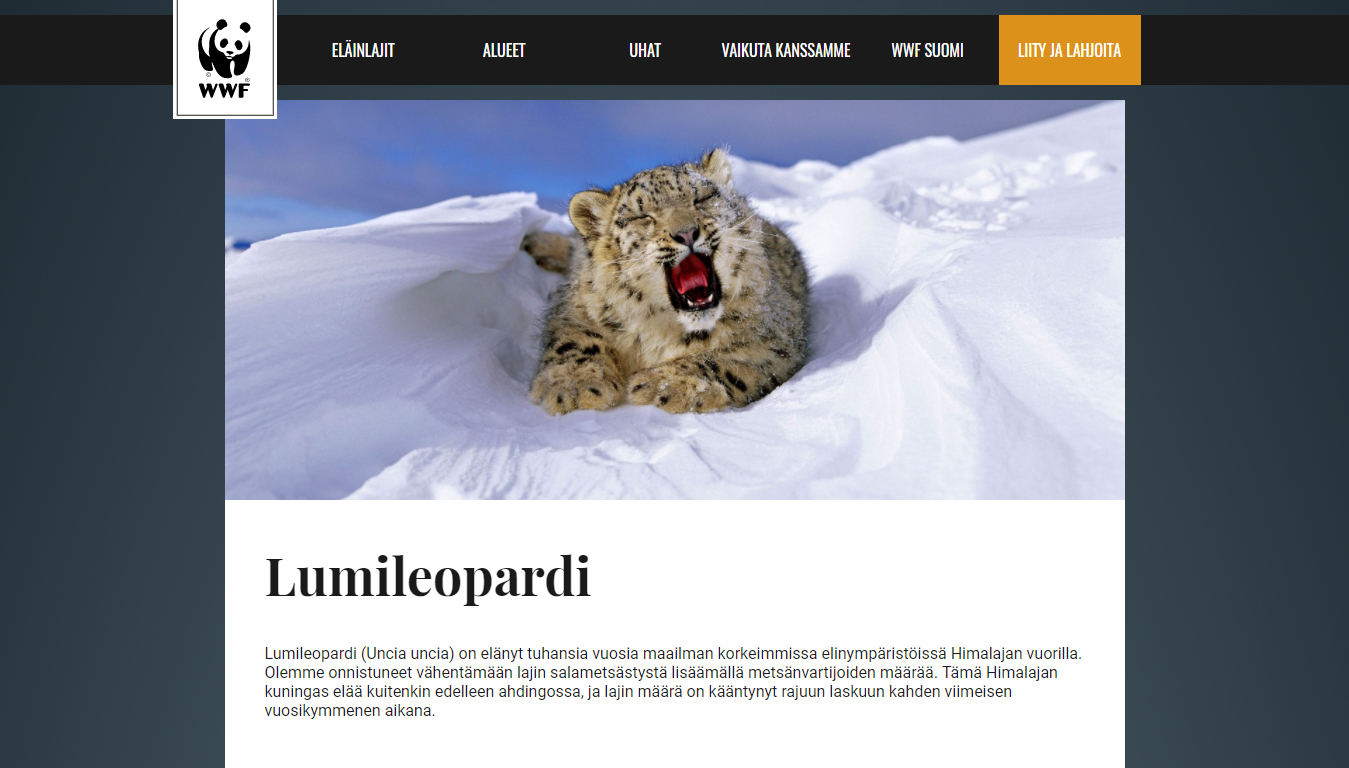 WWF
ELÄINLAJIT ALUEET UHAT VAIKUTA KANSSAMME WWF SUOMI LIITY JA LAHJOITA
Lumileopardi
Lumileopardi (Uncia uncia) on elänyt tuhansia vuosia maailman korkeimmissa elinympäristöissä Himalajan vuorilla.
Olemme onnistuneet vähentämään lajin salametsästystä lisäämällä metsänvartijoiden määrää. Tämä Himalajan
kuningas elää kuitenkin edelleen ahdingossa, ja lajin määrä on kääntynyt rajuun laskuun kahden viimeisen
vuosikymmenen aikana.